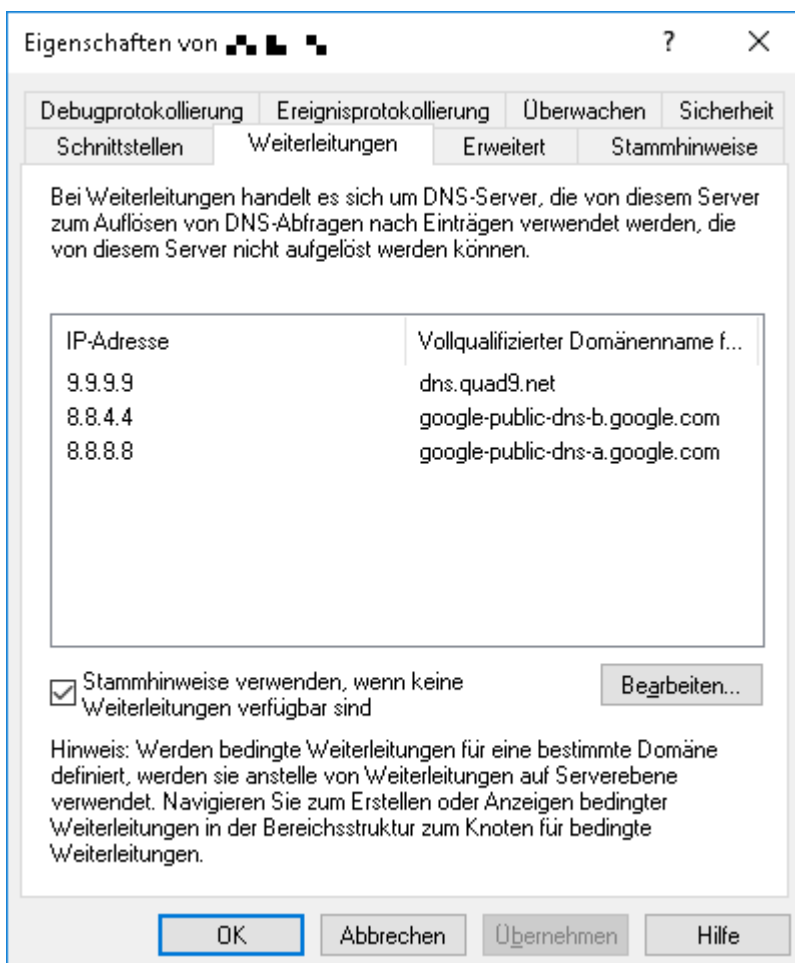 Eigenschaften von
Debugprotokollierung Ereignisprotokollierung Überwachen Sicherheit
Schnittstellen Weiterleitungen Erweitert Stammhinweise
Bei Weiterleitungen handelt es sich um DNS-Server, die von diesem Server
zum Auflösen von DNS-Abfragen nach Einträgen verwendet werden, die
von diesem Server nicht aufgelöst werden können.
IP-Adresse Vollqualifizierter Domänenname f...
9.9.9.9 dns.quad9.net
8.8.4.4 google-public-dns-b.google.com
8.8.8.8 google-public-dns-a.google.com
Stammhinweise verwenden, wenn keine
Weiterleitungen verfügbar sind
Bearbeiten...
Hinweis: Werden bedingte Weiterleitungen für eine bestimmte Domäne
definiert, werden sie anstelle von Weiterleitungen auf Serverebene
verwendet. Navigieren Sie zum Erstellen oder Anzeigen bedingter
Weiterleitungen in der Bereichsstruktur zum Knoten für bedingte
Weiterleitungen.
OK Abbrechen Übernehmen Hilfe